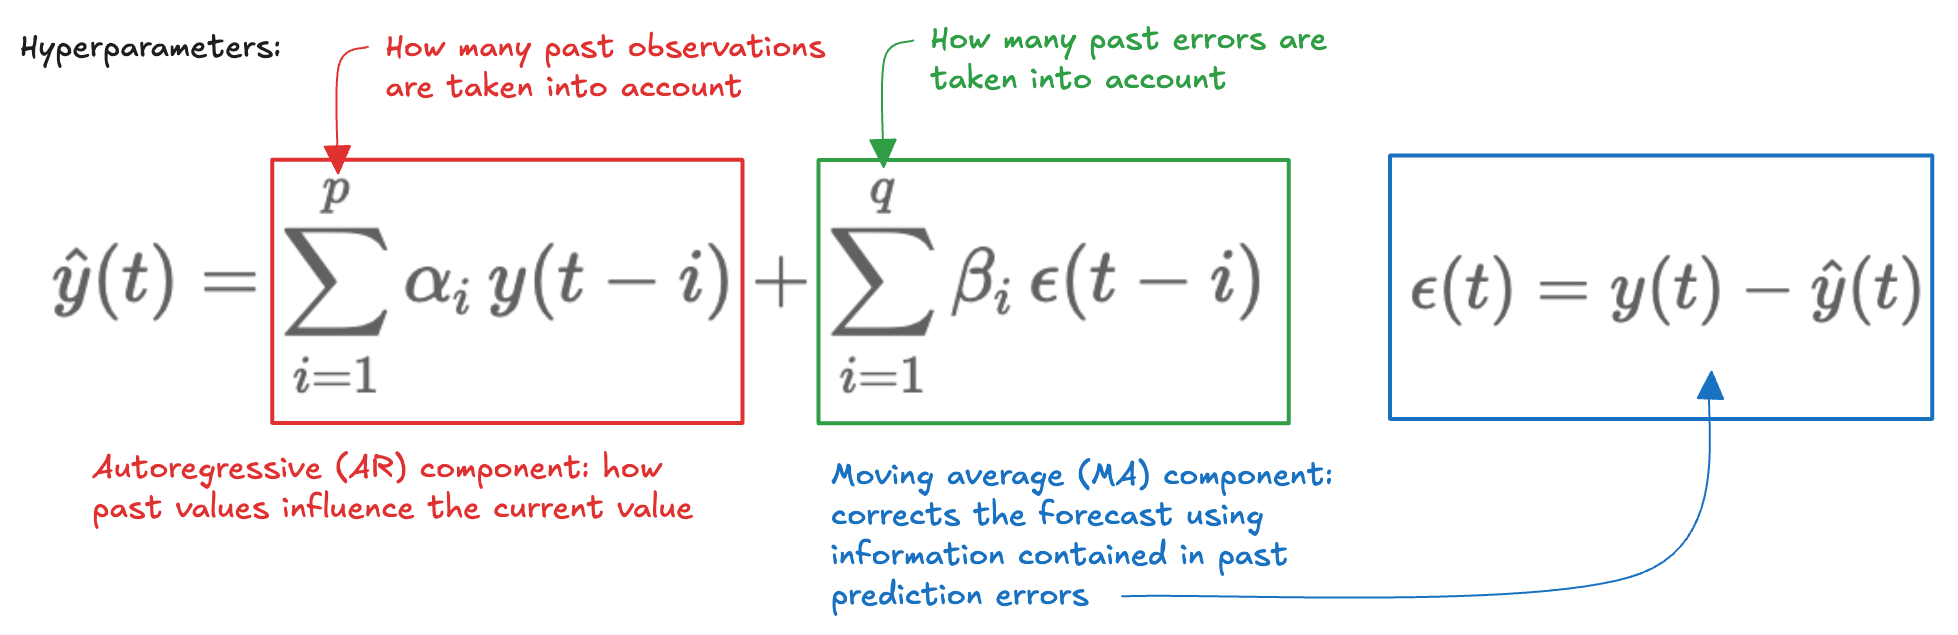 Hyperparameters:
How many past observations
are taken into account
How many past errors are
taken into account
ŷ(t) = ∑_{i=1}^{p} α_i y(t − i) + ∑_{i=1}^{q} β_i ϵ(t − i)
ϵ(t) = y(t) − ŷ(t)
Autoregressive (AR) component: how
past values influence the current value
Moving average (MA) component:
corrects the forecast using
information contained in past
prediction errors